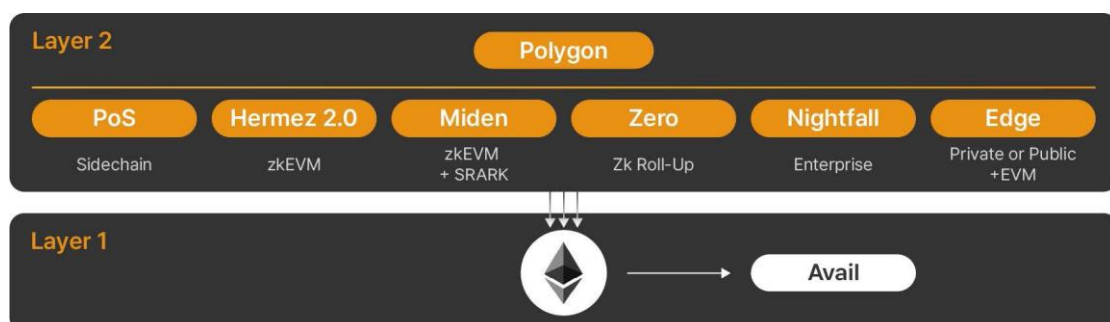 Layer 2
Polygon
PoS
Hermez 2.0
Miden
Zero
Nightfall
Edge
Sidechain
zkEVM
zkEVM
+ SRARK
Zk Roll-Up
Enterprise
Private or Public
+EVM
Layer 1
Avail